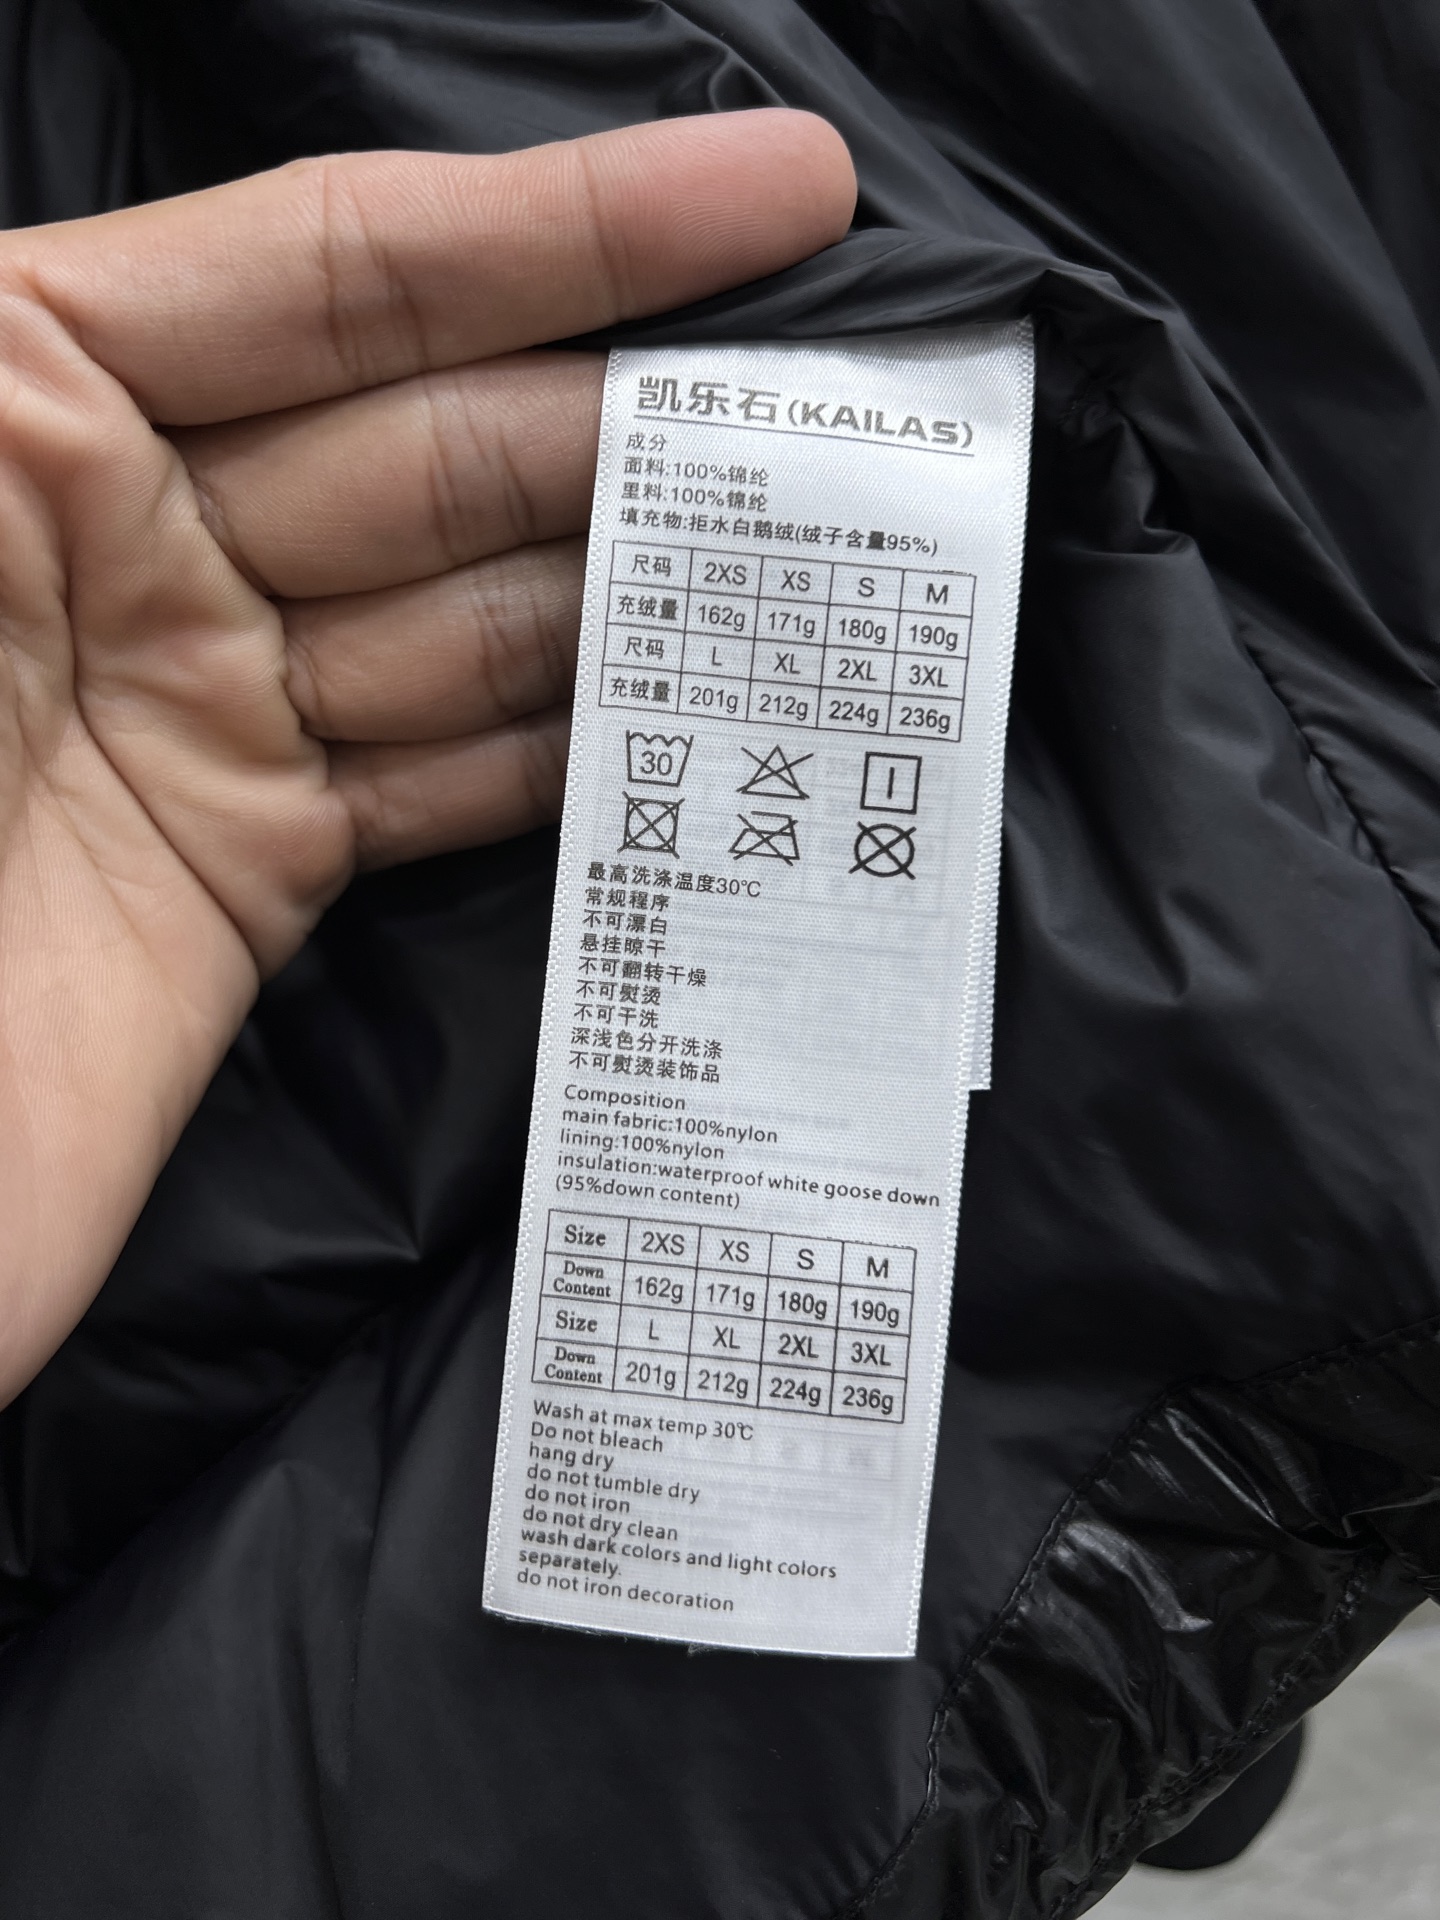 凯乐石(KAILAS)
成分
面料:100%锦纶
里料:100%锦纶
填充物:拒水白鹅绒(绒子含量95%)
尺码 2XS XS S M
充绒量 162g 171g 180g 190g
尺码 L XL 2XL 3XL
充绒量 201g 212g 224g 236g
30
最高洗涤温度30℃
常规程序
不可漂白
悬挂晾干
不可翻转干燥
不可熨烫
不可干洗
深浅色分开洗涤
不可熨烫装饰品
Composition
main fabric:100%nylon
lining:100%nylon
insulation:waterproof white goose down
(95%down content)
Size 2XS XS S M
Down Content 162g 171g 180g 190g
Size L XL 2XL 3XL
Down Content 201g 212g 224g 236g
Wash at max temp 30℃
Do not bleach
hang dry
do not tumble dry
do not iron
do not dry clean
wash dark colors and light colors
separately.
do not iron decoration